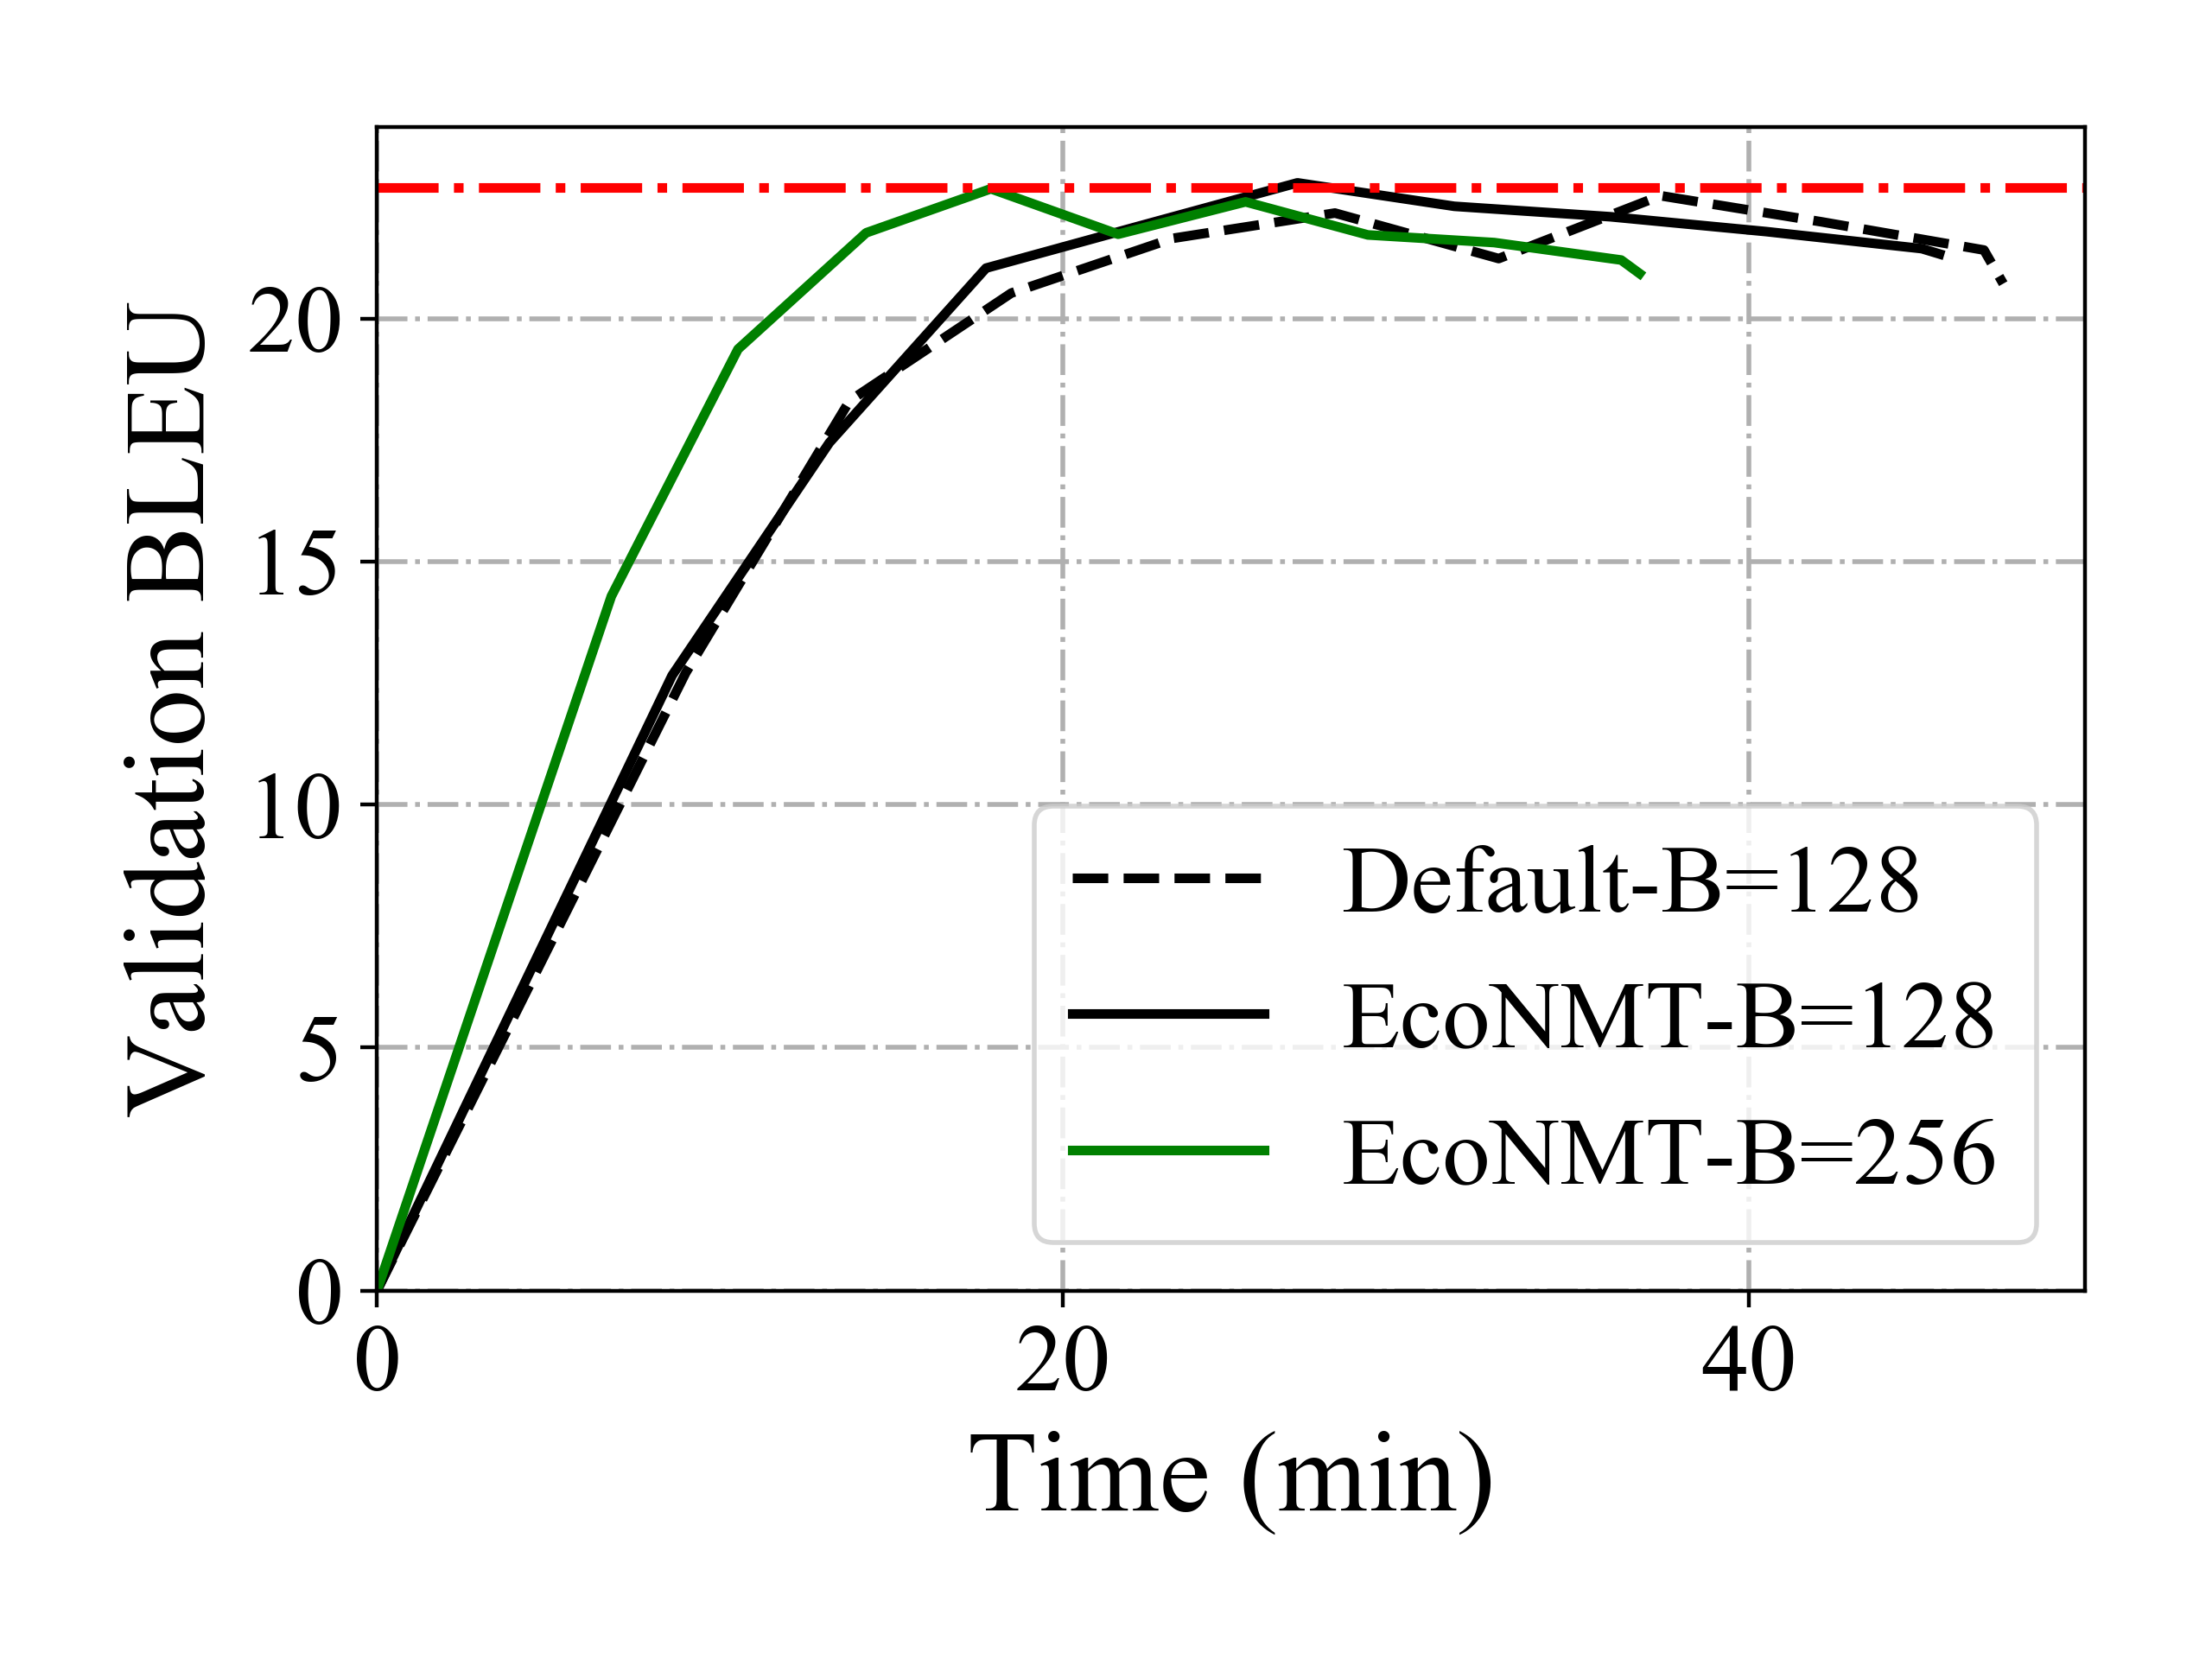 Validation BLEU
20
15
10
5
0
0 20 40
Time (min)
Default-B=128
EcoNMT-B=128
EcoNMT-B=256